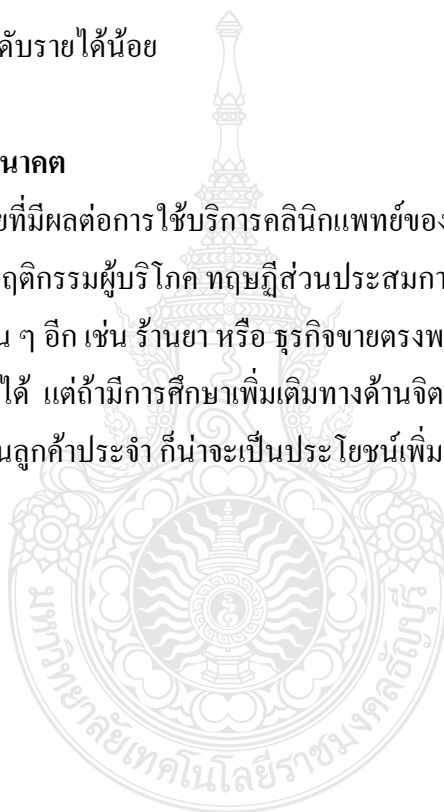 ดับรายได้น้อย
นาคต
ยที่มีผลต่อการใช้บริการคลินิกแพทย์ของ
ฤติกรรมผู้บริโภค ทฤษฎีส่วนประสมกา
น ๆ อีก เช่น ร้านยา หรือ ธุรกิจขายตรงพ
ได้ แต่ถ้ามีการศึกษาเพิ่มเติมทางด้านจิต
นลูกค้าประจำ ก็น่าจะเป็นประโยชน์เพิ่ม
มหาวิทยาลัยเทคโนโลยีราชมงคลธัญบุรี